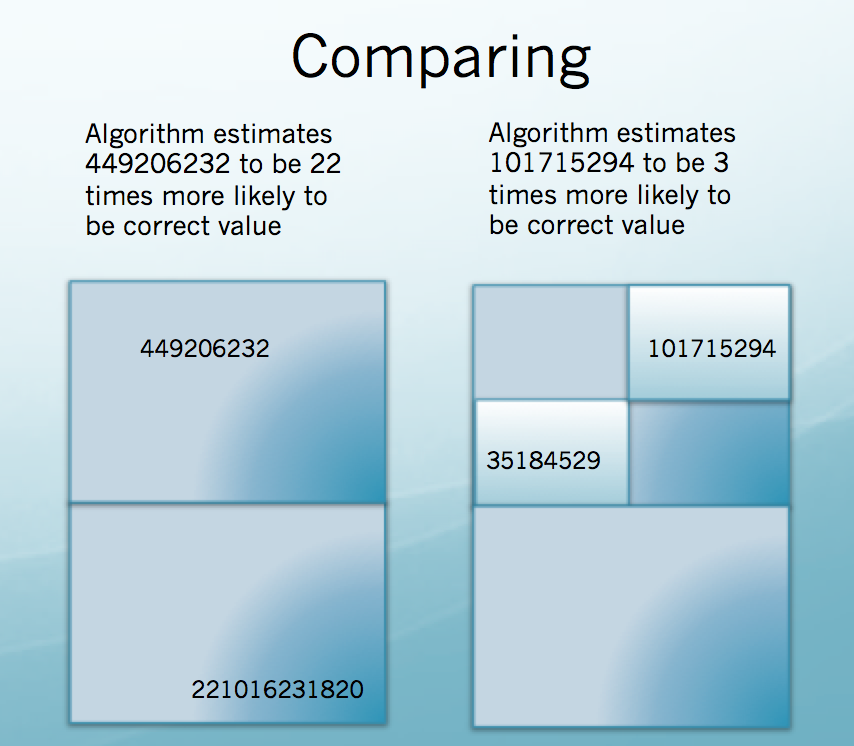 Comparing
Algorithm estimates
449206232 to be 22
times more likely to
be correct value
Algorithm estimates
101715294 to be 3
times more likely to
be correct value
449206232
221016231820
101715294
35184529